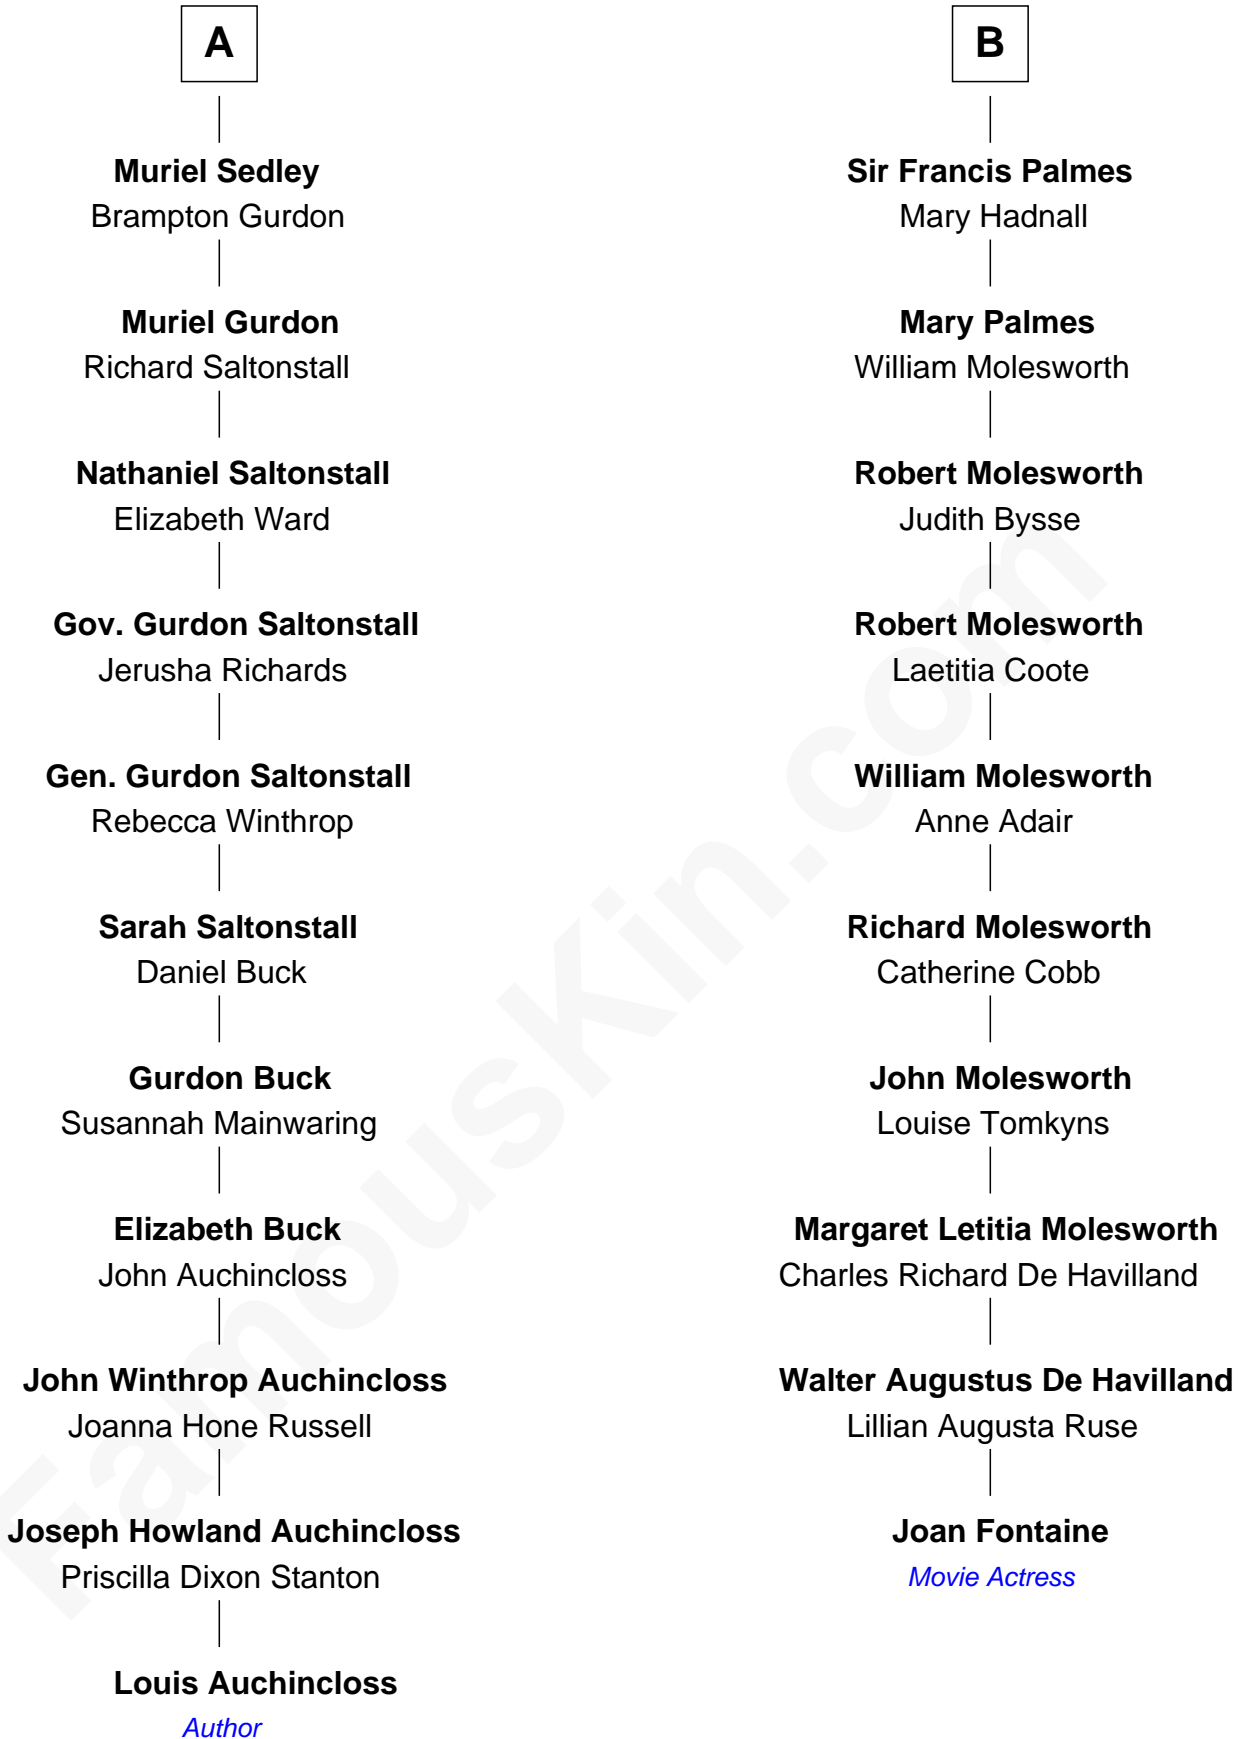 A
Muriel Sedley
Brampton Gurdon
Muriel Gurdon
Richard Saltonstall
Nathaniel Saltonstall
Elizabeth Ward
Gov. Gurdon Saltonstall
Jerusha Richards
Gen. Gurdon Saltonstall
Rebecca Winthrop
Sarah Saltonstall
Daniel Buck
Gurdon Buck
Susannah Mainwaring
Elizabeth Buck
John Auchincloss
John Winthrop Auchincloss
Joanna Hone Russell
Joseph Howland Auchincloss
Priscilla Dixon Stanton
Louis Auchincloss
Author
B
Sir Francis Palmes
Mary Hadnall
Mary Palmes
William Molesworth
Robert Molesworth
Judith Bysse
Robert Molesworth
Laetitia Coote
William Molesworth
Anne Adair
Richard Molesworth
Catherine Cobb
John Molesworth
Louise Tomkyns
Margaret Letitia Molesworth
Charles Richard De Havilland
Walter Augustus De Havilland
Lillian Augusta Ruse
Joan Fontaine
Movie Actress
FamousKin.com